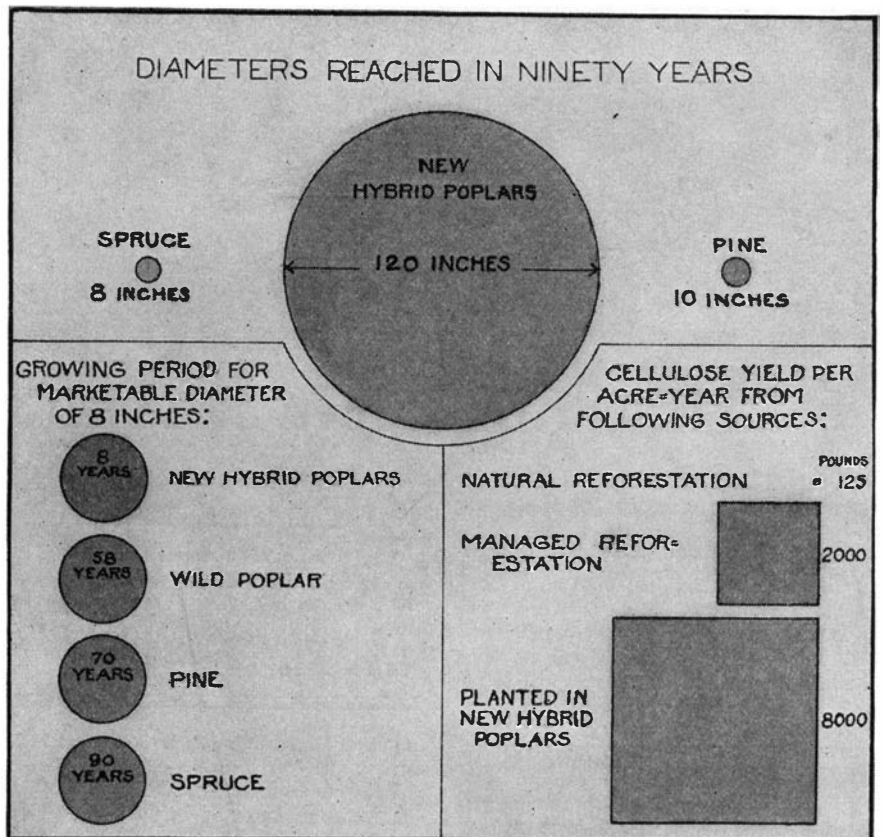 DIAMETERS REACHED IN NINETY YEARS
NEW
HYBRID POPLARS
120 INCHES
SPRUCE
8 INCHES
PINE
10 INCHES
GROWING PERIOD FOR
MARKETABLE DIAMETER
OF 8 INCHES:
8
YEARS
NEW HYBRID POPLARS
58
YEARS
WILD POPLAR
70
YEARS
PINE
90
YEARS
SPRUCE
CELLULOSE YIELD PER
ACRE=YEAR FROM
FOLLOWING SOURCES:
POUNDS
NATURAL REFORESTATION 125
MANAGED REFOR=
ESTATION
2000
PLANTED IN
NEW HYBRID
POPLARS
8000